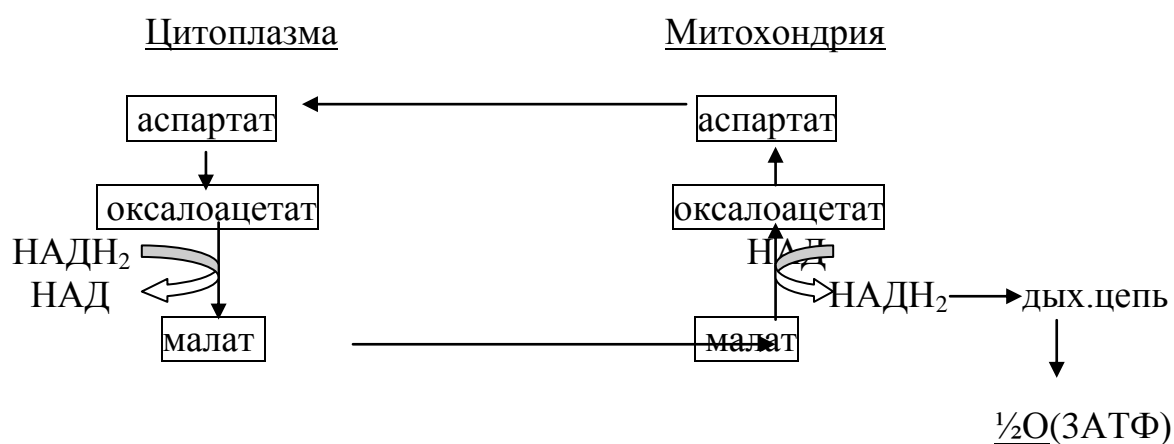 Цитоплазма Митохондрия
аспартат аспартат
оксалоацетат оксалоацетат
НАДН₂ НАД
НАД НАДН₂ дых.цепь
малат малат
½О(3АТФ)